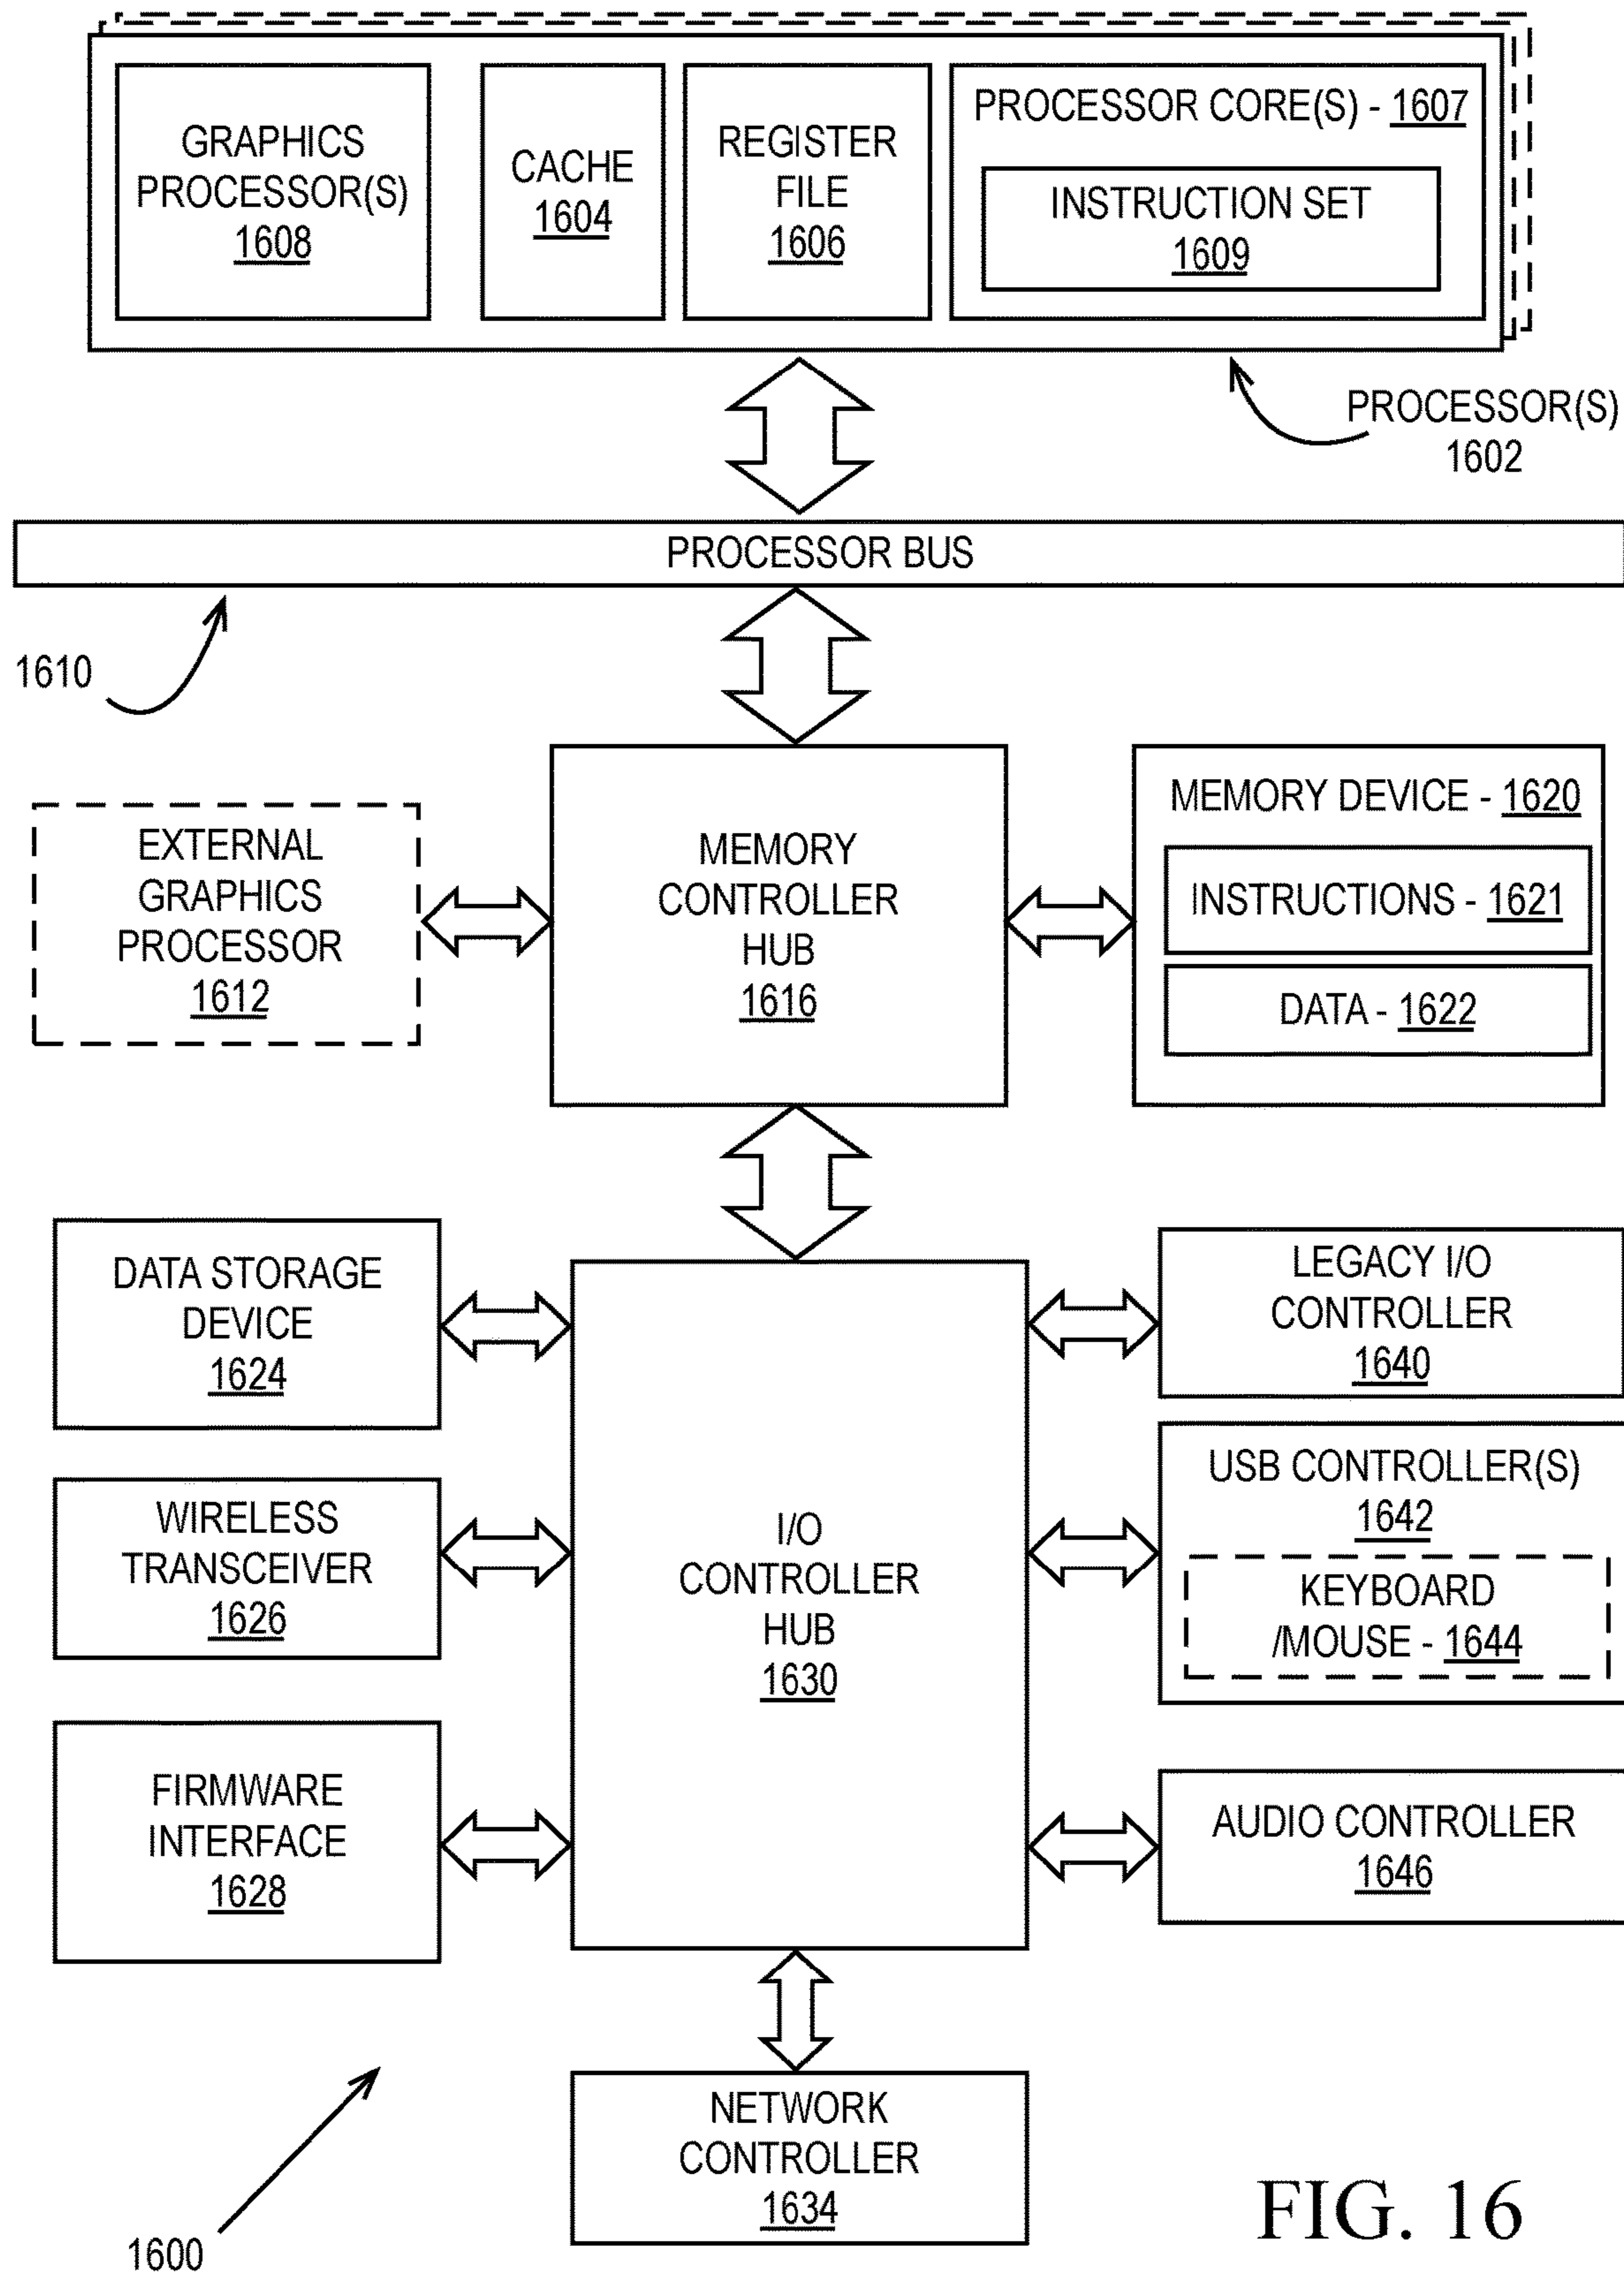 GRAPHICS
PROCESSOR(S)
1608
CACHE
1604
REGISTER
FILE
1606
PROCESSOR CORE(S) - 1607
INSTRUCTION SET
1609
PROCESSOR(S)
1602
PROCESSOR BUS
1610
EXTERNAL
GRAPHICS
PROCESSOR
1612
MEMORY
CONTROLLER
HUB
1616
MEMORY DEVICE - 1620
INSTRUCTIONS - 1621
DATA - 1622
DATA STORAGE
DEVICE
1624
WIRELESS
TRANSCEIVER
1626
FIRMWARE
INTERFACE
1628
I/O
CONTROLLER
HUB
1630
LEGACY I/O
CONTROLLER
1640
USB CONTROLLER(S)
1642
KEYBOARD
/MOUSE - 1644
AUDIO CONTROLLER
1646
NETWORK
CONTROLLER
1634
1600
FIG. 16